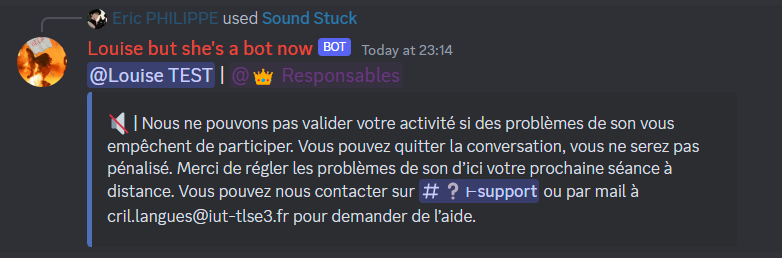 Eric PHILIPPE used Sound Stuck
Louise but she's a bot now BOT Today at 23:14
@Louise TEST | @👑 Responsables
🔇 | Nous ne pouvons pas valider votre activité si des problèmes de son vous
empêchent de participer. Vous pouvez quitter la conversation, vous ne serez pas
pénalisé. Merci de régler les problèmes de son d’ici votre prochaine séance à
distance. Vous pouvez nous contacter sur #❔⊢support ou par mail à
cril.langues@iut-tlse3.fr pour demander de l’aide.